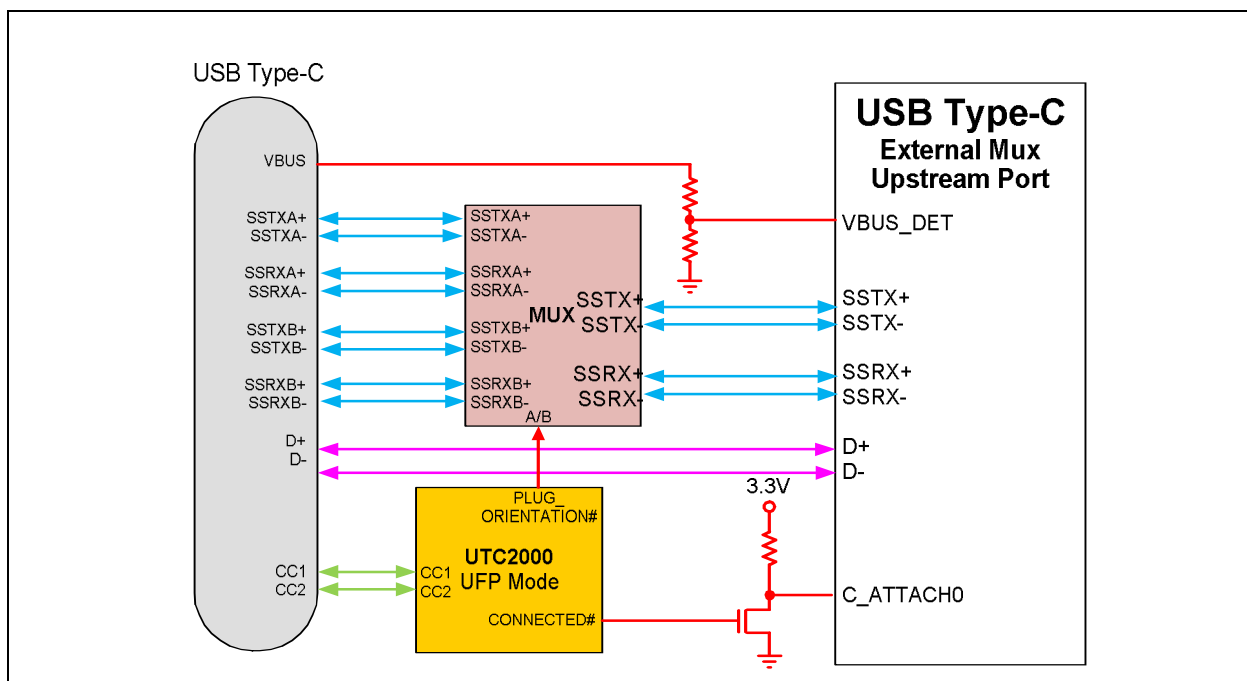 USB Type-C
VBUS
SSTXA+
SSTXA-
SSRXA+
SSRXA-
SSTXB+
SSTXB-
SSRXB+
SSRXB-
D+
D-
CC1
CC2
SSTXA+
SSTXA-
SSRXA+
SSRXA-
SSTXB+
SSTXB-
SSRXB+
SSRXB-
MUX
SSTX+
SSTX-
SSRX+
SSRX-
A/B
PLUG_
ORIENTATION#
UTC2000
UFP Mode
CC1
CC2
CONNECTED#
3.3V
USB Type-C
External Mux
Upstream Port
VBUS_DET
SSTX+
SSTX-
SSRX+
SSRX-
D+
D-
C_ATTACH0